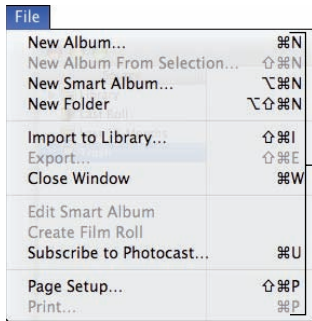 File
New Album... ⌘N
New Album From Selection... ⇧⌘N
New Smart Album... ⌥⌘N
New Folder ⌥⇧⌘N
Import to Library... ⇧⌘I
Export... ⇧⌘E
Close Window ⌘W
Edit Smart Album
Create Film Roll
Subscribe to Photocast... ⌘U
Page Setup... ⇧⌘P
Print... ⌘P